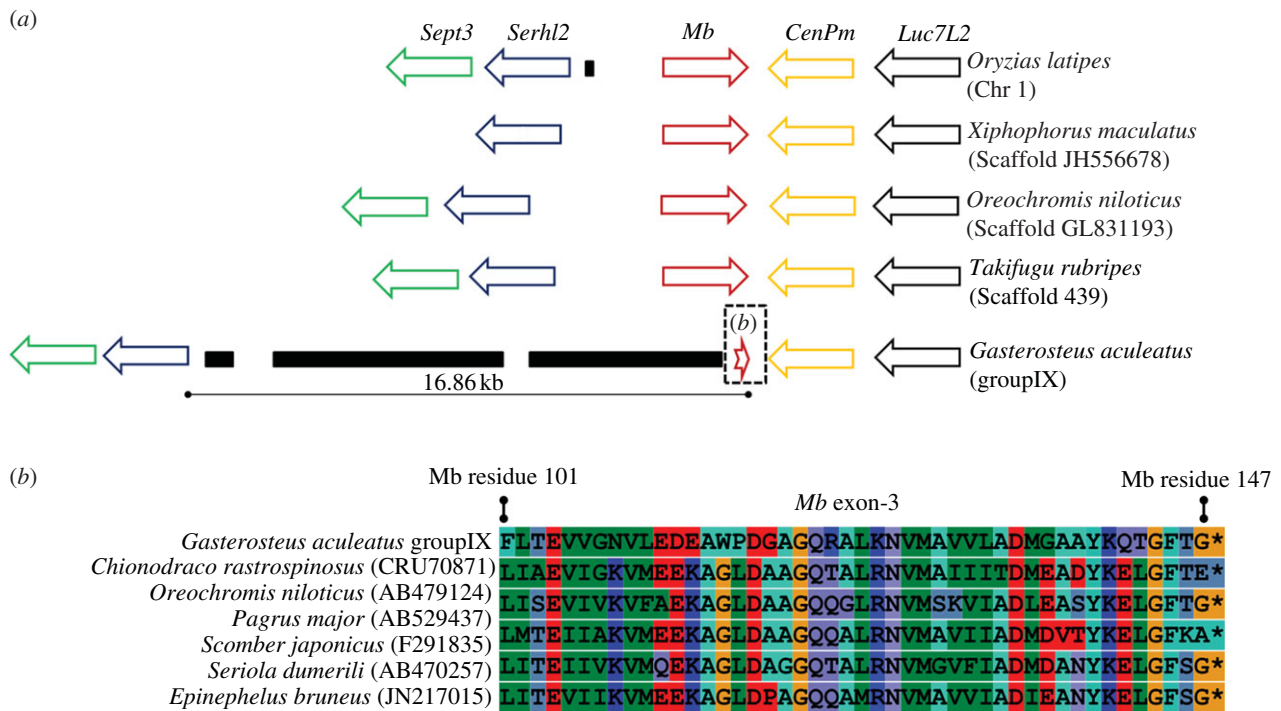 (a)
Sept3 Serhl2 Mb CenPm Luc7L2
Oryzias latipes
(Chr 1)
Xiphophorus maculatus
(Scaffold JH556678)
Oreochromis niloticus
(Scaffold GL831193)
Takifugu rubripes
(Scaffold 439)
(b)
Gasterosteus aculeatus
(groupIX)
16.86 kb
(b)
Mb residue 101 Mb residue 147
Mb exon-3
Gasterosteus aculeatus groupIX
Chionodraco rastrospinosus (CRU70871)
Oreochromis niloticus (AB479124)
Pagrus major (AB529437)
Scomber japonicus (F291835)
Seriola dumerili (AB470257)
Epinephelus bruneus (JN217015)
FLTEVVGNVLEDEAWPDGAGQRALKNVMAVVLADMGAAYKQTGFTG*
LIAEVIGKVMEEKAGLDAAGQTALRNVMAIIITDMEADYKELGFTE*
LISEVIVKVFAEKAGLDAAGQQGLRNVMSKVIADLEASYKELGFTG*
LMTEIIAKVMEEKAGLDAAGQQALRNVMAVIIADMDVTYKELGFKA*
LITEIIVKVMQEKAGLDAGGQTALRNVMGVFIADMDANYKELGFSG*
LITEVIIKVMEEKAGLDPAGQQAMRNVMAVVIADIEANYKELGFSG*